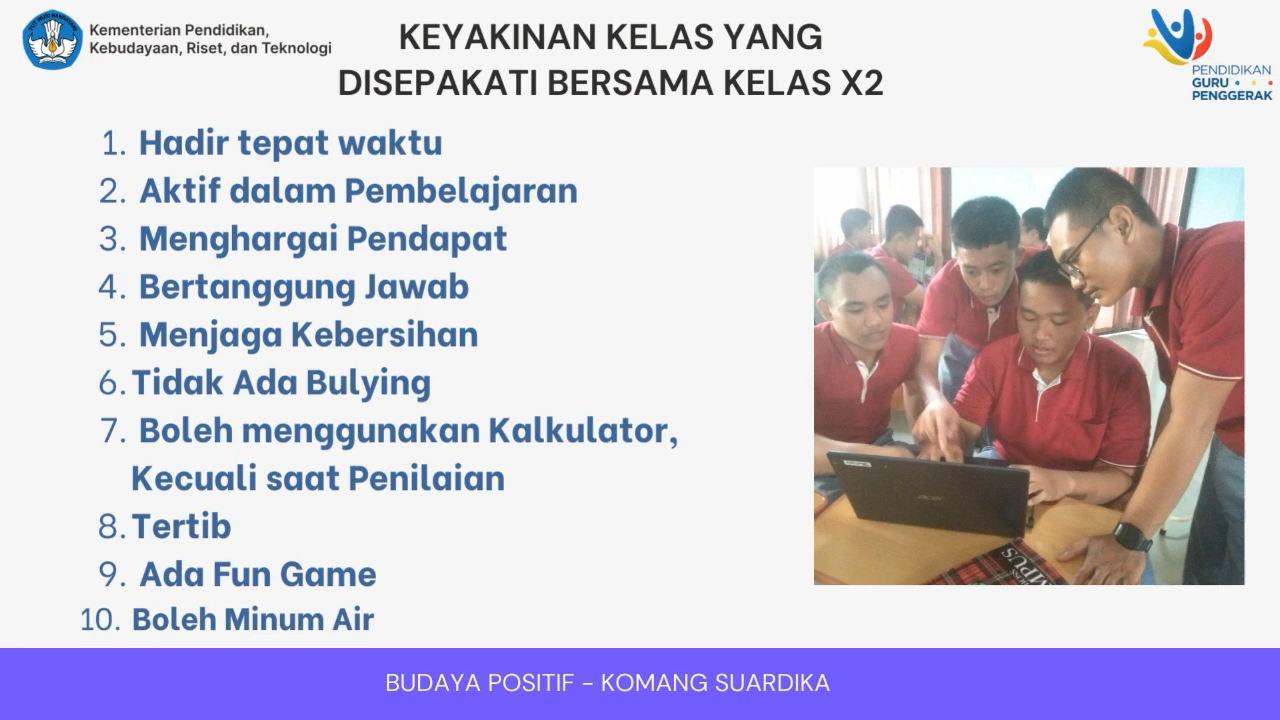 Kementerian Pendidikan,
Kebudayaan, Riset, dan Teknologi
KEYAKINAN KELAS YANG
DISEPAKATI BERSAMA KELAS X2
PENDIDIKAN
GURU
PENGGERAK
1. Hadir tepat waktu
2. Aktif dalam Pembelajaran
3. Menghargai Pendapat
4. Bertanggung Jawab
5. Menjaga Kebersihan
6. Tidak Ada Bulying
7. Boleh menggunakan Kalkulator,
Kecuali saat Penilaian
8. Tertib
9. Ada Fun Game
10. Boleh Minum Air
acer
BUDAYA POSITIF – KOMANG SUARDIKA